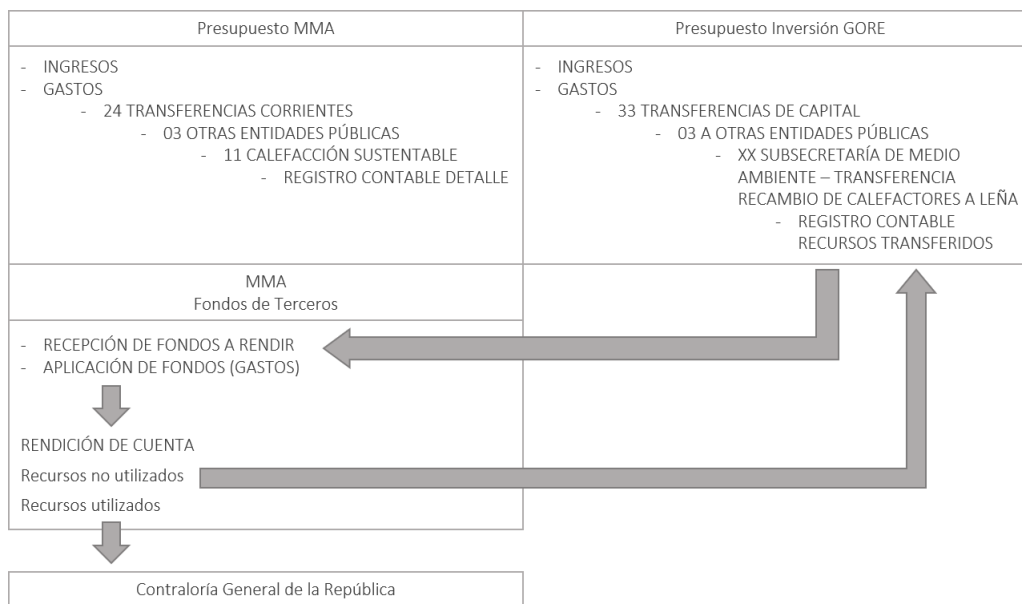 Presupuesto MMA
- INGRESOS
- GASTOS
- 24 TRANSFERENCIAS CORRIENTES
- 03 OTRAS ENTIDADES PÚBLICAS
- 11 CALEFACCIÓN SUSTENTABLE
- REGISTRO CONTABLE DETALLE
Presupuesto Inversión GORE
- INGRESOS
- GASTOS
- 33 TRANSFERENCIAS DE CAPITAL
- 03 A OTRAS ENTIDADES PÚBLICAS
- XX SUBSECRETARÍA DE MEDIO
AMBIENTE – TRANSFERENCIA
RECAMBIO DE CALEFACTORES A LEÑA
- REGISTRO CONTABLE
RECURSOS TRANSFERIDOS
MMA
Fondos de Terceros
- RECEPCIÓN DE FONDOS A RENDIR
- APLICACIÓN DE FONDOS (GASTOS)
RENDICIÓN DE CUENTA
Recursos no utilizados
Recursos utilizados
Contraloría General de la República